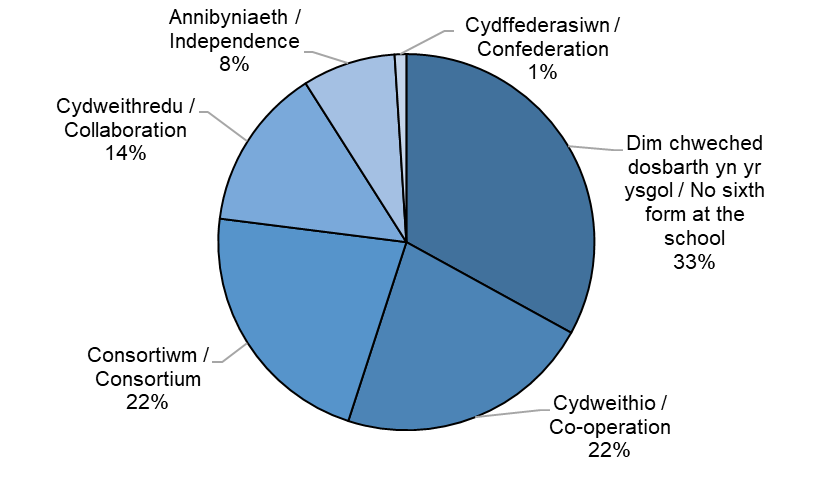 Annibyniaeth /
Independence
8%
Cydffederasiwn /
Confederation
1%
Cydweithredu /
Collaboration
14%
Dim chweched
dosbarth yn yr
ysgol / No sixth
form at the
school
33%
Consortiwm /
Consortium
22%
Cydweithio /
Co-operation
22%